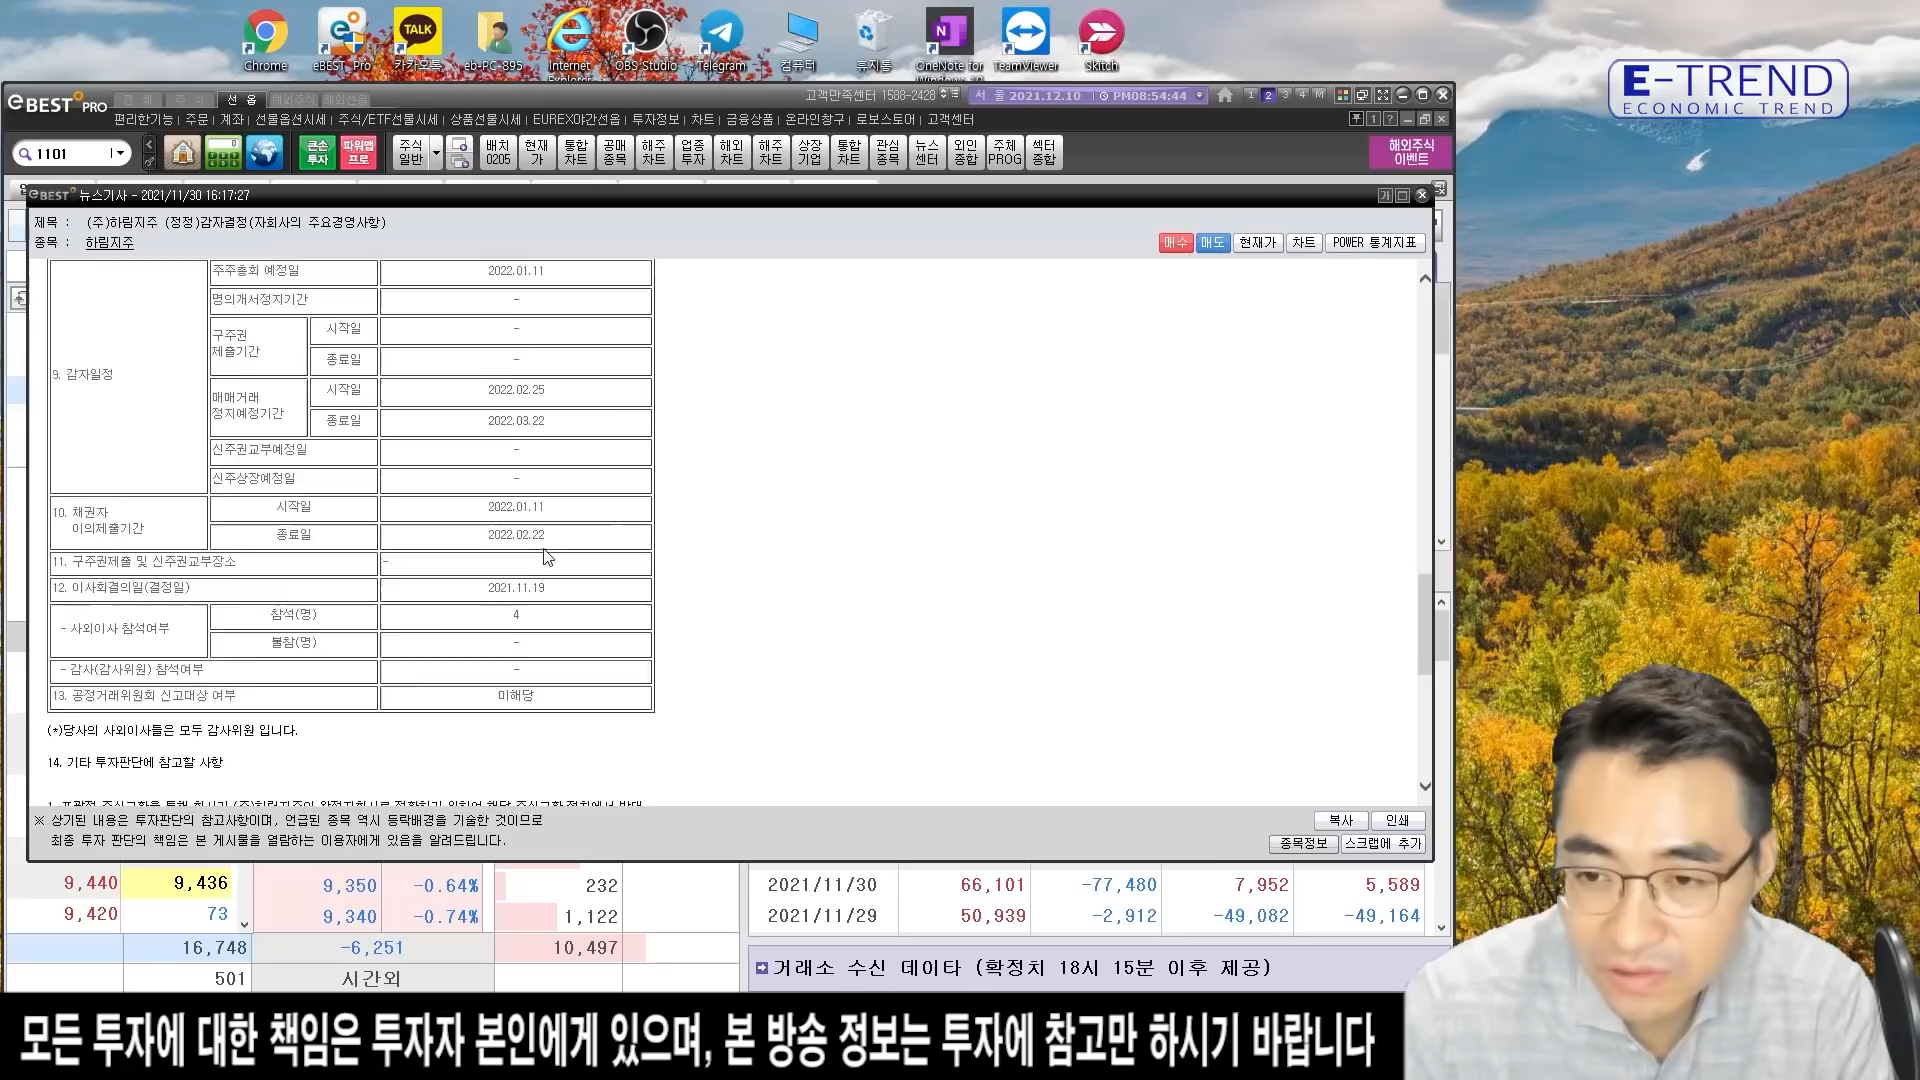 Chrome
eBEST Pro
카카오톡
eb-PC-895
Internet
Explorer
OBS Studio
Telegram
컴퓨터
휴지통
OneNote for
Windows 10
TeamViewer
Skitch
TALK
E-TREND
ECONOMIC TREND
eBEST PRO
전 체
주 식
선 옵
해외주식
해외선옵
고객만족센터 1588-2428
서 울 2021.12.10
PM08:54:44
1 2 3 4 M
편리한기능 | 주문 | 계좌 | 선물옵션시세 | 주식/ETF선물시세 | 상품선물시세 | EUREX야간선옵 | 투자정보 | 차트 | 금융상품 | 온라인창구 | 로보스토어 | 고객센터
1101
큰손 투자
파워맵 프로
주식 일반
배치 0205
현재 가
통합 차트
공매 종목
해주 차트
업종 투자
해외 차트
해주 차트
상장 기업
통합 차트
관심 종목
뉴스 센터
외인 종합
주체 PROG
섹터 종합
해외주식
이벤트
eBEST 뉴스기사 - 2021/11/30 16:17:27
제목 : (주)하림지주 (정정)감자결정(자회사의 주요경영사항)
종목 : 하림지주
매수 매도 현재가 차트 POWER 통계지표
9. 감자일정
주주총회 예정일 2022.01.11
명의개서정지기간 -
구주권
제출기간
시작일 -
종료일 -
매매거래
정지예정기간
시작일 2022.02.25
종료일 2022.03.22
신주권교부예정일 -
신주상장예정일 -
10. 채권자
이의제출기간
시작일 2022.01.11
종료일 2022.02.22
11. 구주권제출 및 신주권교부장소 -
12. 이사회결의일(결정일) 2021.11.19
- 사외이사 참석여부
참석(명) 4
불참(명) -
- 감사(감사위원) 참석여부 -
13. 공정거래위원회 신고대상 여부 미해당
(*)당사의 사외이사들은 모두 감사위원 입니다.
14. 기타 투자판단에 참고할 사항
※ 상기된 내용은 투자판단의 참고사항이며, 언급된 종목 역시 등락배경을 기술한 것이므로
최종 투자 판단의 책임은 본 게시물을 열람하는 이용자에게 있음을 알려드립니다.
복사 인쇄
종목정보 스크랩에 추가
9,440 9,436 9,350 -0.64% 232
9,420 73 9,340 -0.74% 1,122
16,748 -6,251 10,497
501 시간외
2021/11/30 66,101 -77,480 7,952 5,589
2021/11/29 50,939 -2,912 -49,082 -49,164
거래소 수신 데이타 (확정치 18시 15분 이후 제공)
모든 투자에 대한 책임은 투자자 본인에게 있으며, 본 방송 정보는 투자에 참고만 하시기 바랍니다